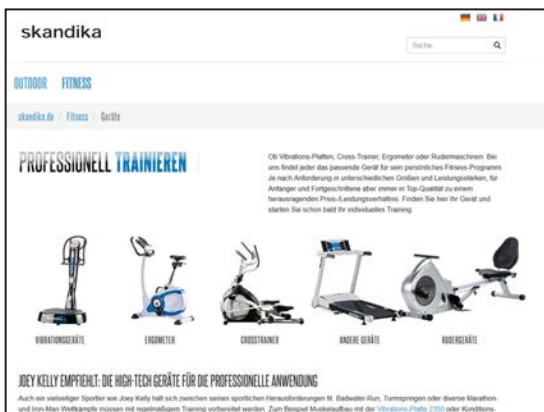 skandika
Suche
OUTDOOR FITNESS
skandika.de / Fitness / Geräte
PROFESSIONELL TRAINIEREN
Ob Vibrations-Platten, Cross-Trainer, Ergometer oder Rudermaschinen: Bei
uns findet jeder das passende Gerät für sein persönliches Fitness-Programm.
Je nach Anforderung in unterschiedlichen Größen und Leistungsstärken, für
Anfänger und Fortgeschrittene aber immer in Top-Qualität zu einem
herausragenden Preis-/Leistungsverhältnis. Finden Sie hier Ihr Gerät und
starten Sie schon bald Ihr individuelles Training.
VIBRATIONSGERÄTE ERGOMETER CROSSTRAINER ANDERE GERÄTE RUDERGERÄTE
JOEY KELLY EMPFIEHLT: DIE HIGH-TECH GERÄTE FÜR DIE PROFESSIONELLE ANWENDUNG
Auch ein vielseitiger Sportler wie Joey Kelly hält sich zwischen seinen sportlichen Herausforderungen fit. Badwater-Run, Turmspringen oder diverse Marathon-
und Iron-Man Wettkämpfe müssen mit regelmäßigem Training vorbereitet werden. Zum Beispiel Muskelaufbau mit der Vibrations-Platte 2350 oder Konditions-